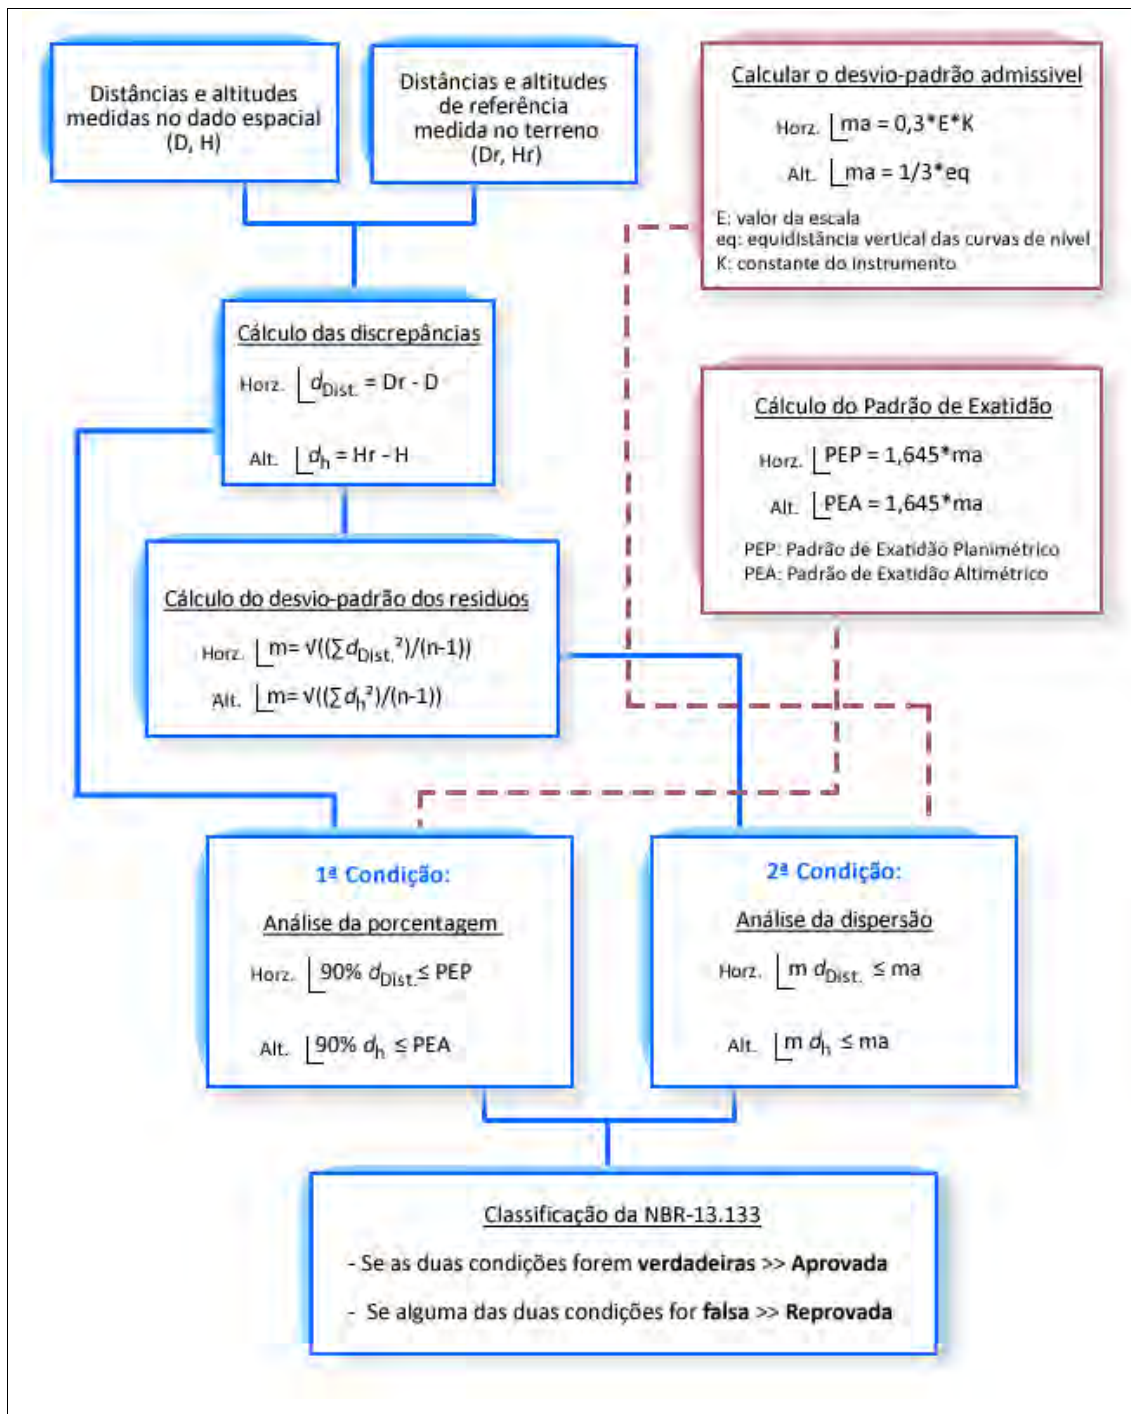 Distâncias e altitudes
medidas no dado espacial
(D, H)
Distâncias e altitudes
de referência
medida no terreno
(Dr, Hr)
Calcular o desvio-padrão admissivel
Horz. ma = 0,3*E*K
Alt. ma = 1/3*eq
E: valor da escala
eq: equidistância vertical das curvas de nível
K: constante do instrumento
Cálculo das discrepâncias
Horz. dDist. = Dr - D
Alt. dh = Hr - H
Cálculo do Padrão de Exatidão
Horz. PEP = 1,645*ma
Alt. PEA = 1,645*ma
PEP: Padrão de Exatidão Planimétrico
PEA: Padrão de Exatidão Altimétrico
Cálculo do desvio-padrão dos residuos
Horz. m= √((∑dDist.²)/(n-1))
Alt. m= √((∑dh²)/(n-1))
1ª Condição:
Análise da porcentagem
Horz. 90% dDist.≤ PEP
Alt. 90% dh ≤ PEA
2ª Condição:
Análise da dispersão
Horz. m dDist. ≤ ma
Alt. m dh ≤ ma
Classificação da NBR-13.133
- Se as duas condições forem verdadeiras >> Aprovada
- Se alguma das duas condições for falsa >> Reprovada